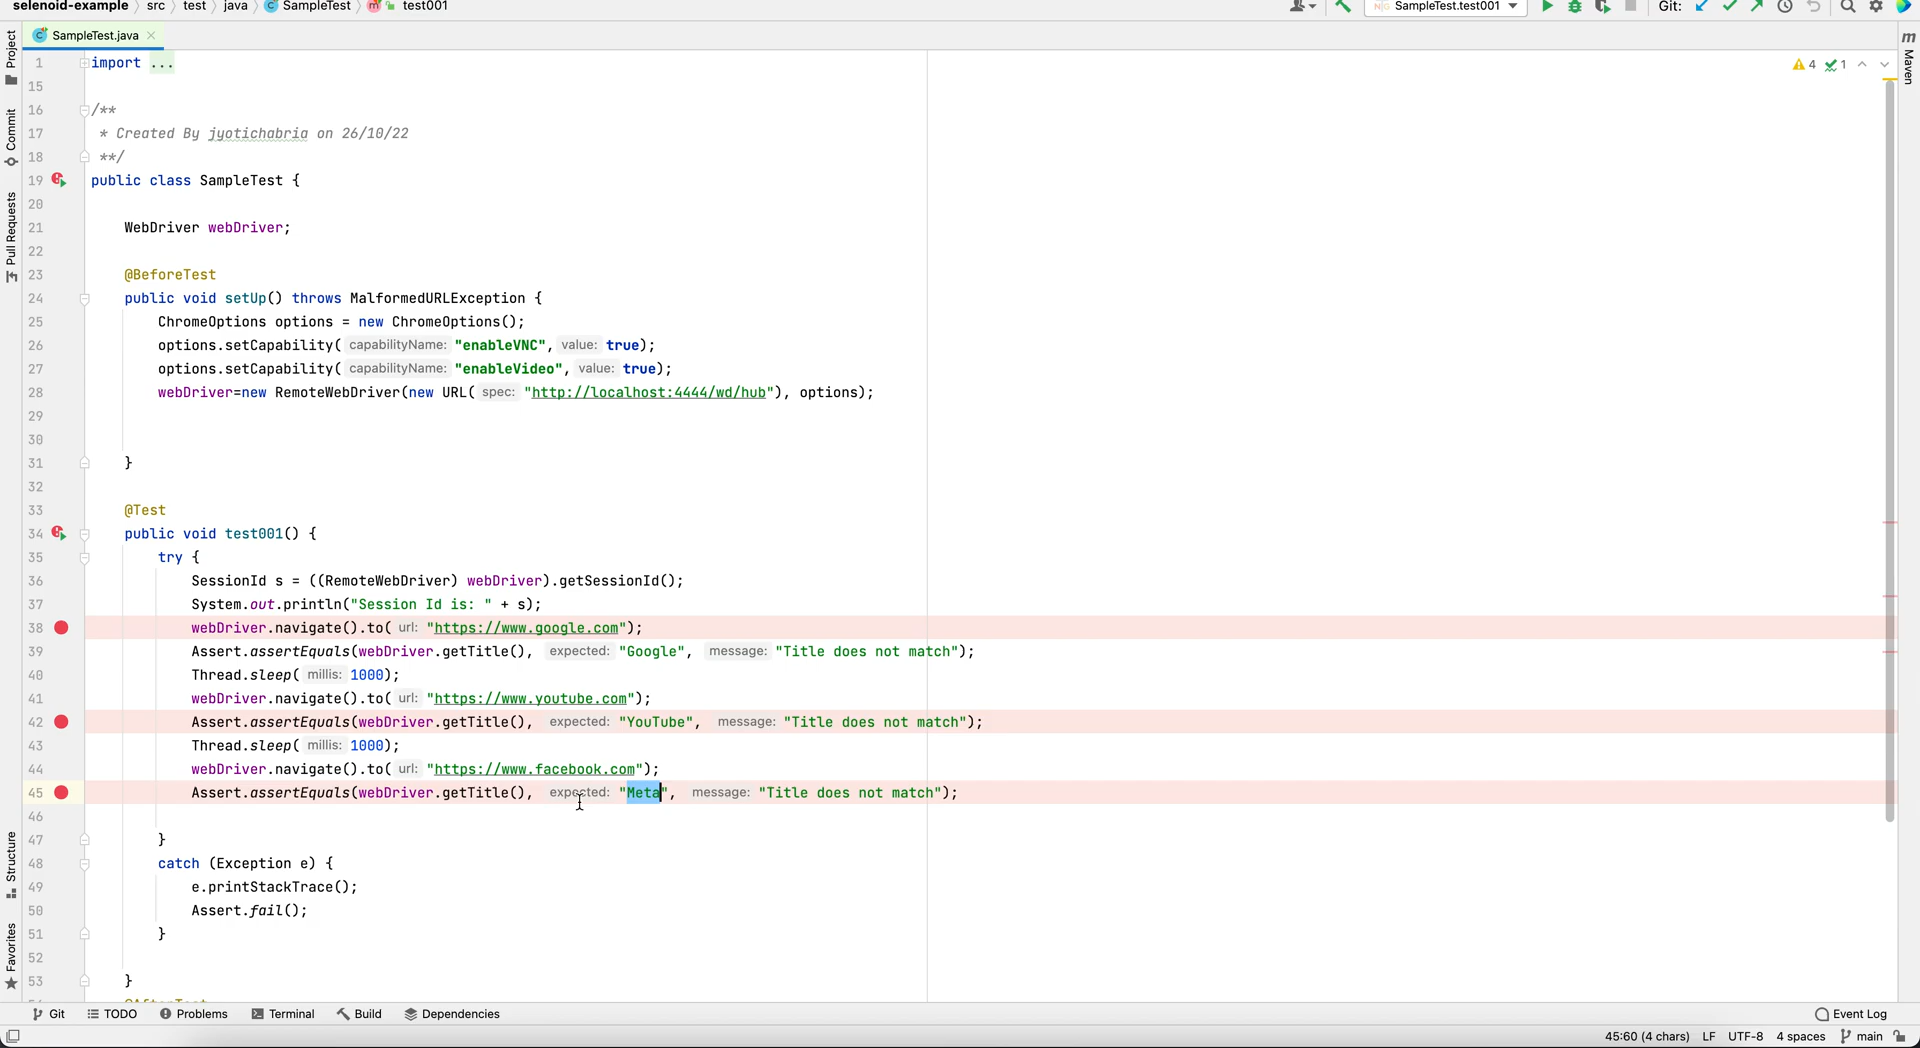 selenoid-example › src › test › java › SampleTest › test001
SampleTest.test001
Git:
SampleTest.java
Project
Commit
Pull Requests
Structure
Favorites
m Maven
4 1
1 import ...
15
16 /**
17 * Created By jyotichabria on 26/10/22
18 **/
19 public class SampleTest {
20
21 WebDriver webDriver;
22
23 @BeforeTest
24 public void setUp() throws MalformedURLException {
25 ChromeOptions options = new ChromeOptions();
26 options.setCapability( capabilityName: "enableVNC", value: true);
27 options.setCapability( capabilityName: "enableVideo", value: true);
28 webDriver=new RemoteWebDriver(new URL( spec: "http://localhost:4444/wd/hub"), options);
29
30
31 }
32
33 @Test
34 public void test001() {
35 try {
36 SessionId s = ((RemoteWebDriver) webDriver).getSessionId();
37 System.out.println("Session Id is: " + s);
38 webDriver.navigate().to( url: "https://www.google.com");
39 Assert.assertEquals(webDriver.getTitle(), expected: "Google", message: "Title does not match");
40 Thread.sleep( millis: 1000);
41 webDriver.navigate().to( url: "https://www.youtube.com");
42 Assert.assertEquals(webDriver.getTitle(), expected: "YouTube", message: "Title does not match");
43 Thread.sleep( millis: 1000);
44 webDriver.navigate().to( url: "https://www.facebook.com");
45 Assert.assertEquals(webDriver.getTitle(), expected: "Meta", message: "Title does not match");
46
47 }
48 catch (Exception e) {
49 e.printStackTrace();
50 Assert.fail();
51 }
52
53 }
@AfterTest
Git TODO Problems Terminal Build Dependencies Event Log
45:60 (4 chars) LF UTF-8 4 spaces main